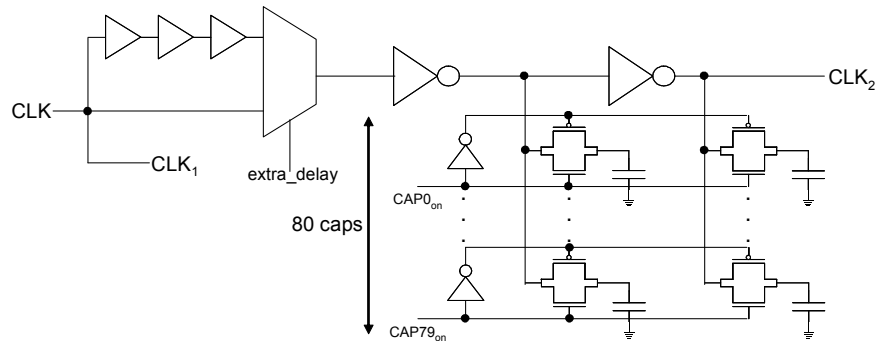 CLK
CLK1
extra_delay
CLK2
80 caps
CAP0on
CAP79on